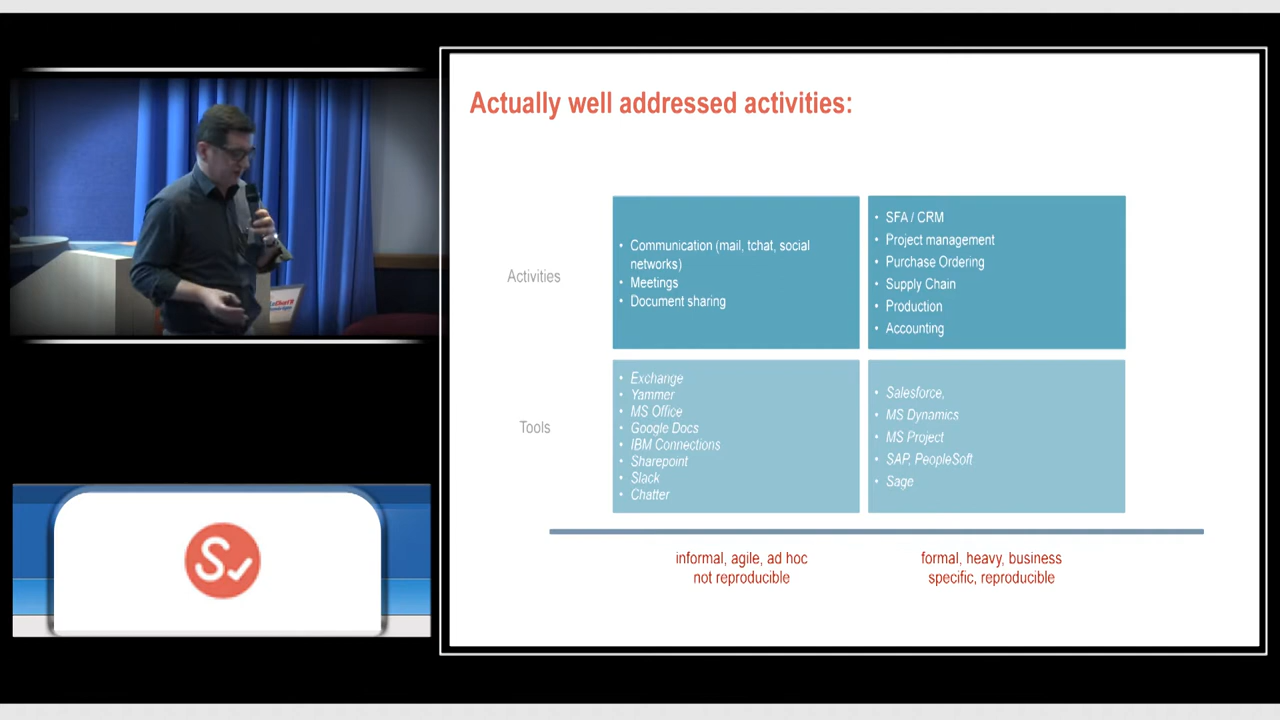 Actually well addressed activities:
Activities
• Communication (mail, tchat, social
networks)
• Meetings
• Document sharing
• SFA / CRM
• Project management
• Purchase Ordering
• Supply Chain
• Production
• Accounting
Tools
• Exchange
• Yammer
• MS Office
• Google Docs
• IBM Connections
• Sharepoint
• Slack
• Chatter
• Salesforce,
• MS Dynamics
• MS Project
• SAP, PeopleSoft
• Sage
informal, agile, ad hoc
not reproducible
formal, heavy, business
specific, reproducible